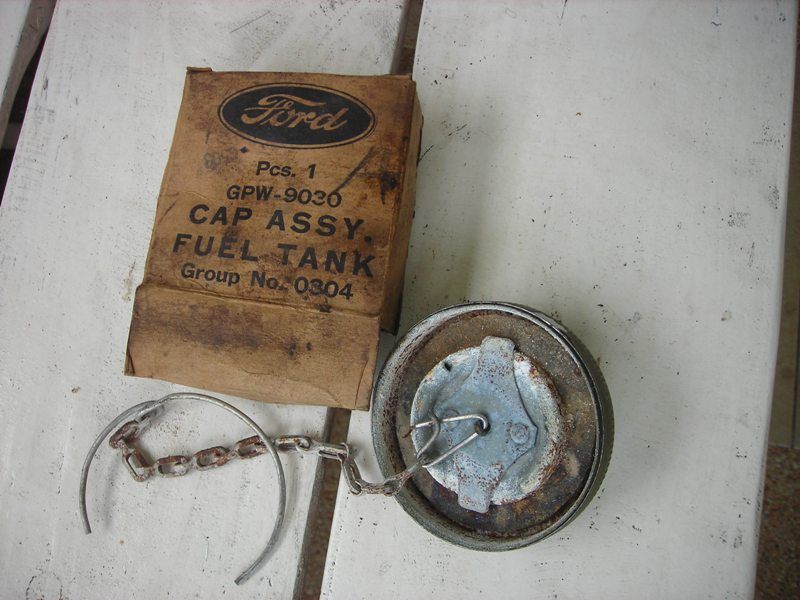 Ford
Pcs. 1
GPW-9030
CAP ASSY.
FUEL TANK
Group No. 0304